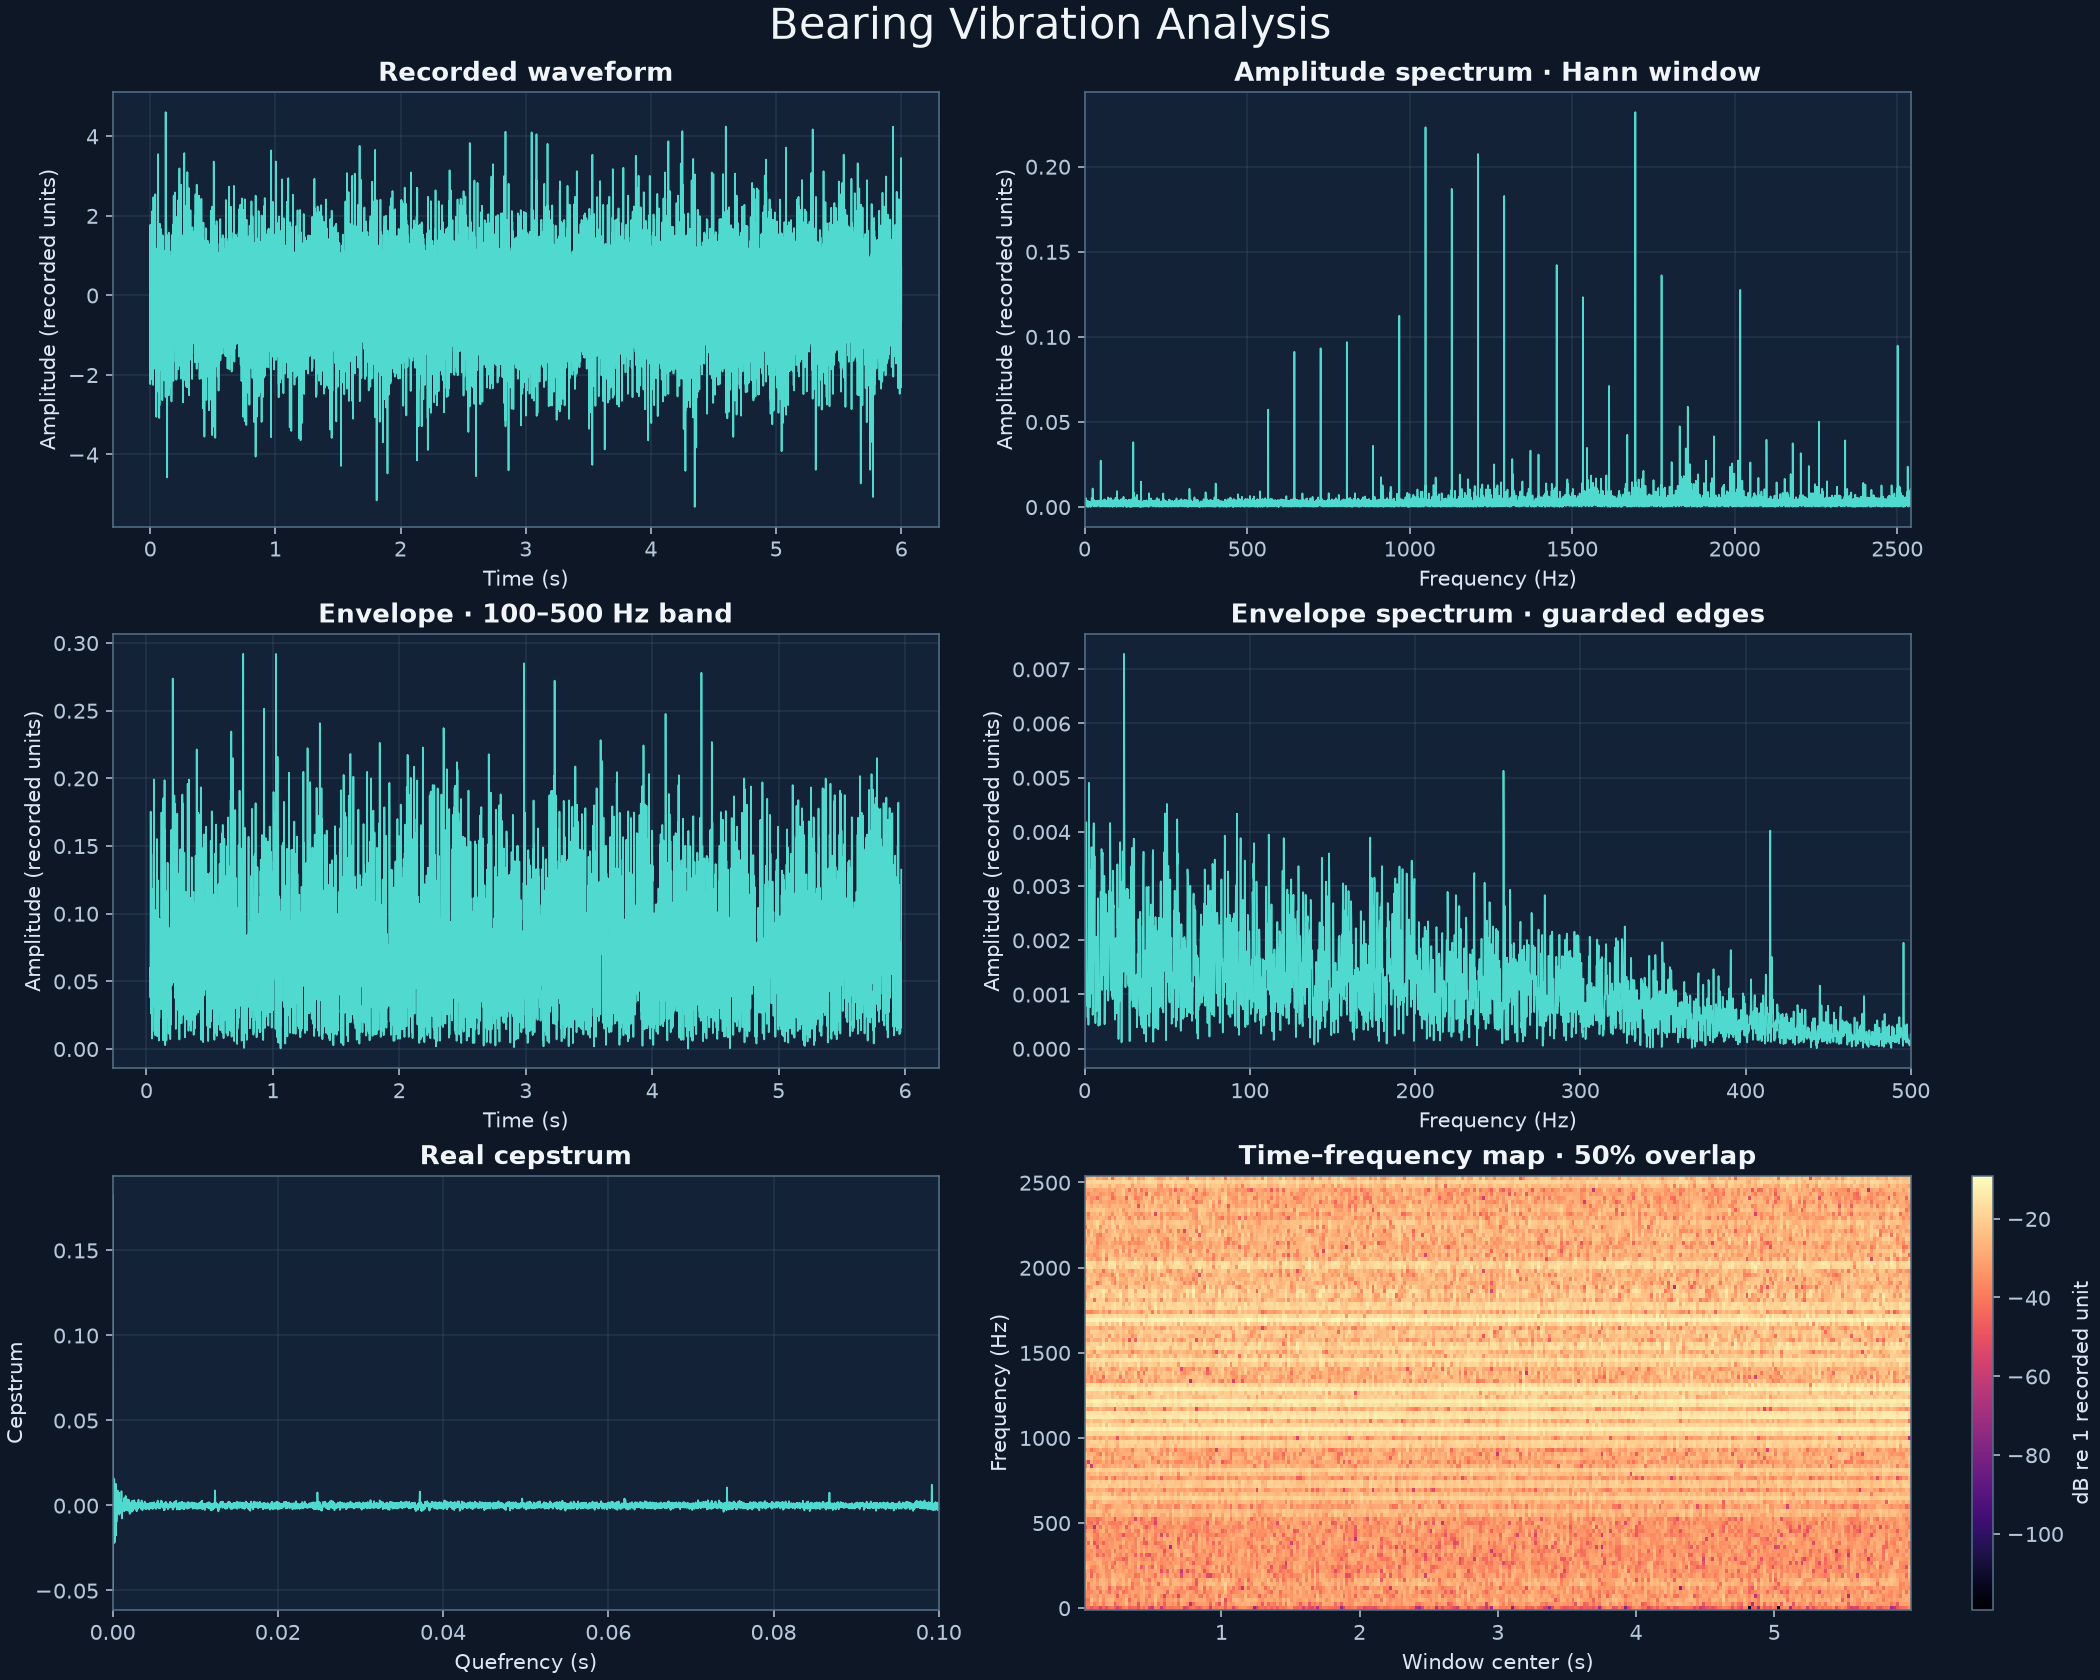 Bearing Vibration Analysis
Recorded waveform
Amplitude (recorded units)
4
2
0
−2
−4
0 1 2 3 4 5 6
Time (s)
Amplitude spectrum · Hann window
Amplitude (recorded units)
0.20
0.15
0.10
0.05
0.00
0 500 1000 1500 2000 2500
Frequency (Hz)
Envelope · 100–500 Hz band
Amplitude (recorded units)
0.30
0.25
0.20
0.15
0.10
0.05
0.00
0 1 2 3 4 5 6
Time (s)
Envelope spectrum · guarded edges
Amplitude (recorded units)
0.007
0.006
0.005
0.004
0.003
0.002
0.001
0.000
0 100 200 300 400 500
Frequency (Hz)
Real cepstrum
Cepstrum
0.15
0.10
0.05
0.00
−0.05
0.00 0.02 0.04 0.06 0.08 0.10
Quefrency (s)
Time–frequency map · 50% overlap
Frequency (Hz)
2500
2000
1500
1000
500
0
1 2 3 4 5
Window center (s)
−20
−40
−60
−80
−100
dB re 1 recorded unit